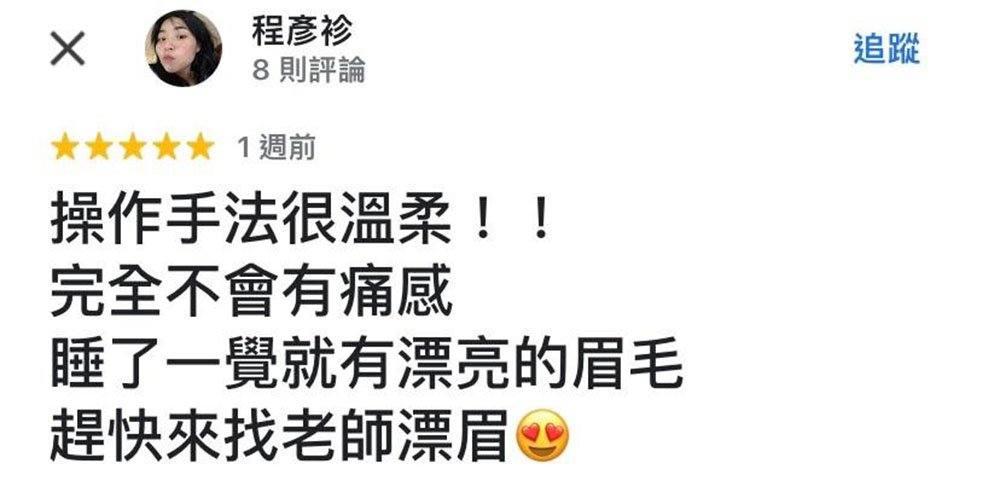 程彥袗
8 則評論
追蹤
1 週前
操作手法很溫柔！！
完全不會有痛感
睡了一覺就有漂亮的眉毛
趕快來找老師漂眉😍